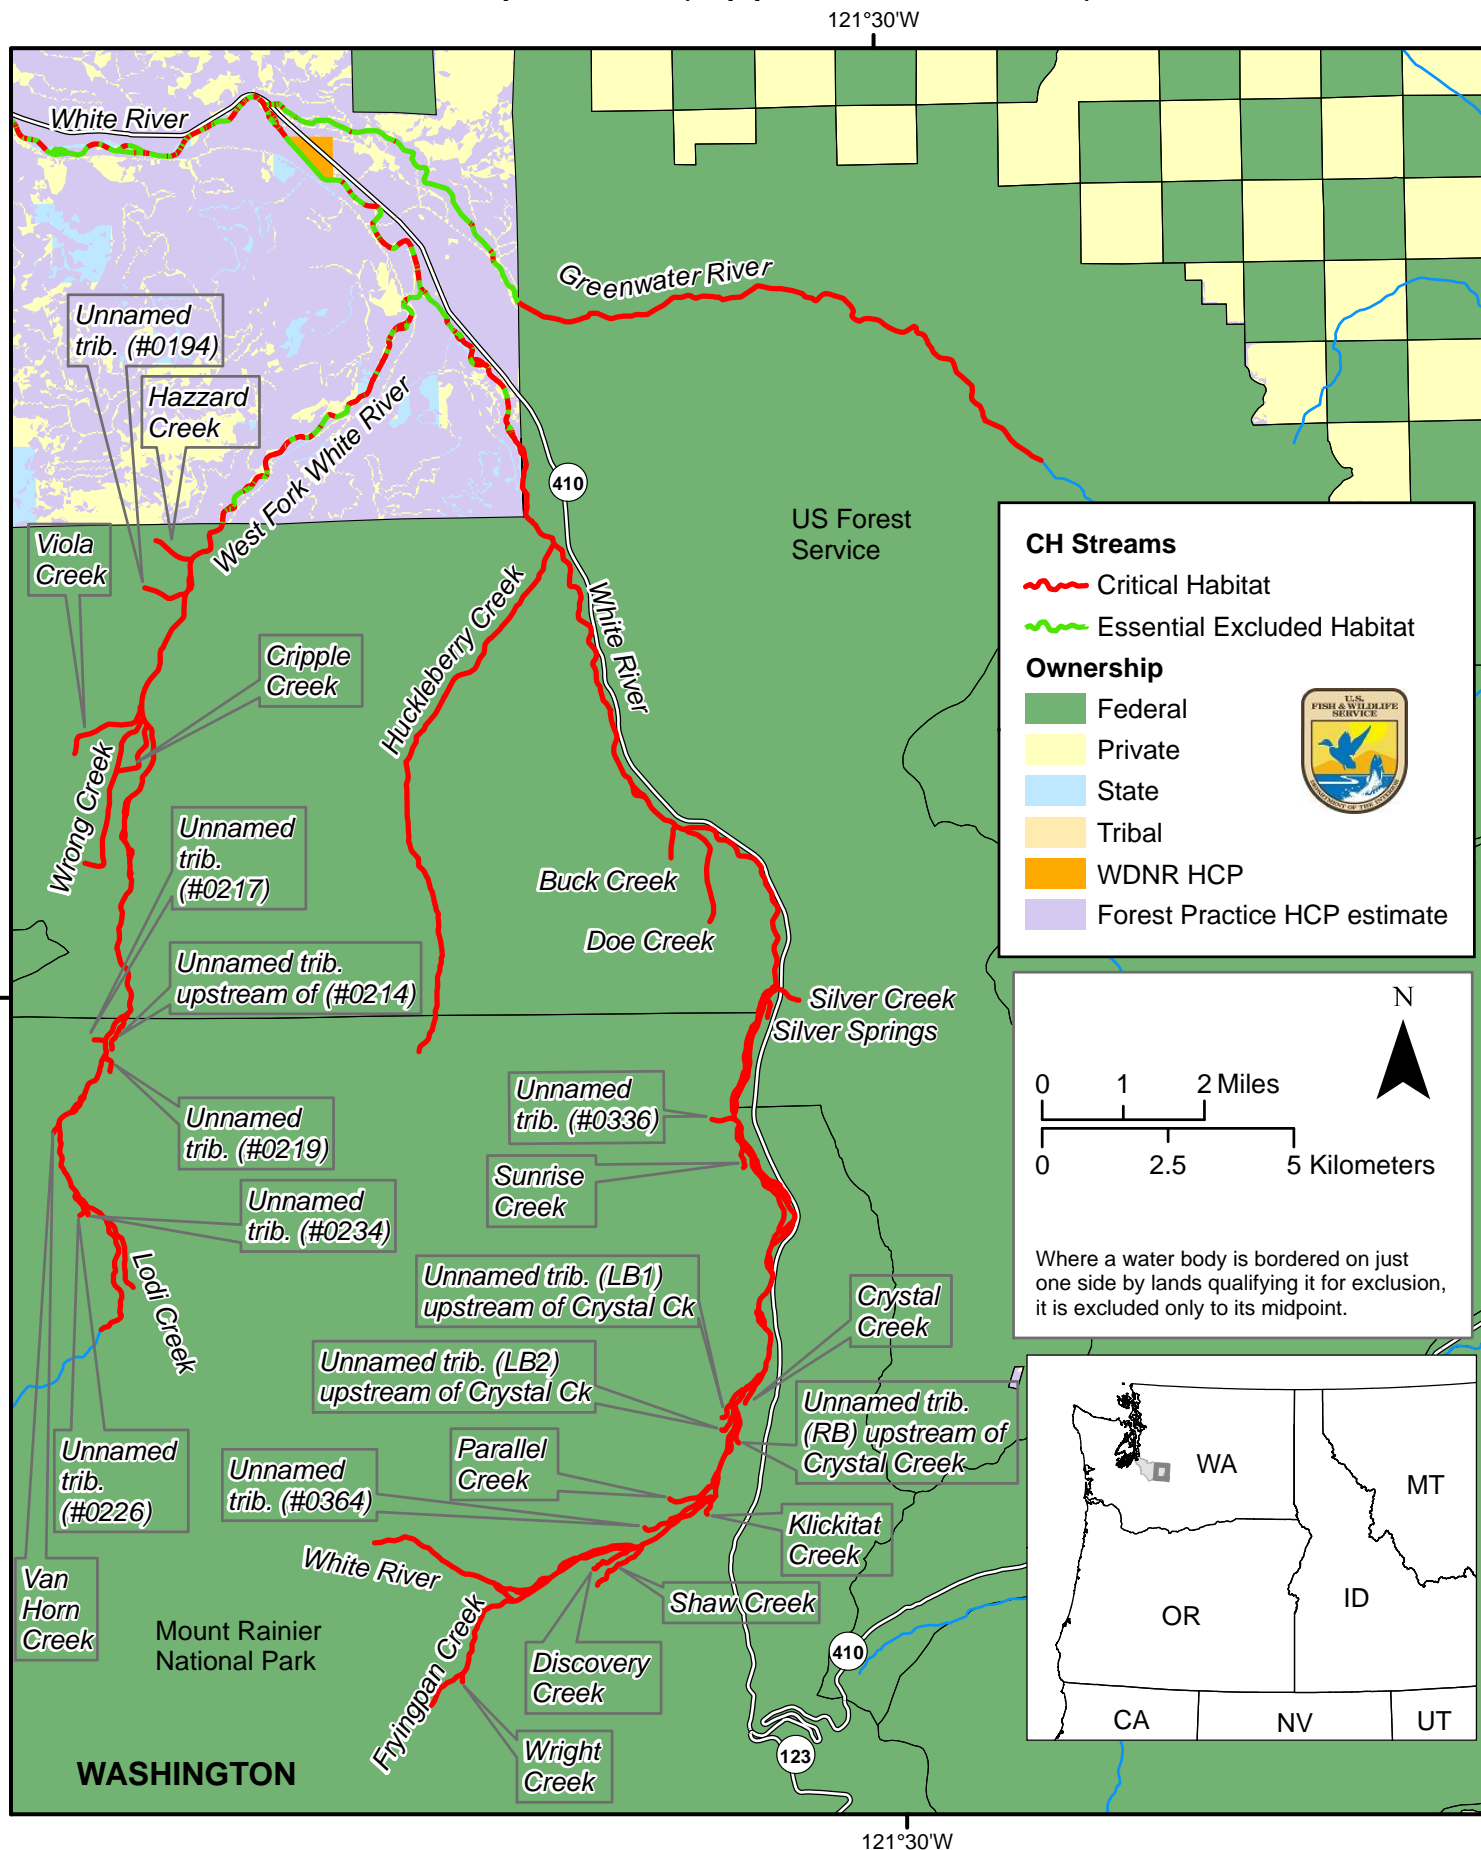 121°30'W
White River
Greenwater River
Unnamed
trib. (#0194)
Hazzard
Creek
West Fork White River
410
Viola
Creek
US Forest
Service
CH Streams
Critical Habitat
Essential Excluded Habitat
Ownership
Federal
Private
State
Tribal
WDNR HCP
Forest Practice HCP estimate
U.S.
FISH & WILDLIFE
SERVICE
DEPARTMENT OF THE INTERIOR
Huckleberry Creek
White River
Cripple
Creek
Wrong Creek
Unnamed
trib.
(#0217)
Buck Creek
Doe Creek
Unnamed trib.
upstream of (#0214)
Silver Creek
Silver Springs
N
0 1 2 Miles
0 2.5 5 Kilometers
Where a water body is bordered on just
one side by lands qualifying it for exclusion,
it is excluded only to its midpoint.
Unnamed
trib. (#0336)
Unnamed
trib. (#0219)
Sunrise
Creek
Unnamed
trib. (#0234)
Lodi Creek
Unnamed trib. (LB1)
upstream of Crystal Ck
Crystal
Creek
Unnamed trib. (LB2)
upstream of Crystal Ck
Unnamed trib.
(RB) upstream of
Crystal Creek
Unnamed
trib.
(#0226)
Unnamed
trib. (#0364)
Parallel
Creek
Klickitat
Creek
Van
Horn
Creek
White River
Shaw Creek
Mount Rainier
National Park
Fryingpan Creek
Discovery
Creek
410
Wright
Creek
123
WASHINGTON
WA
MT
OR
ID
CA
NV
UT
121°30'W